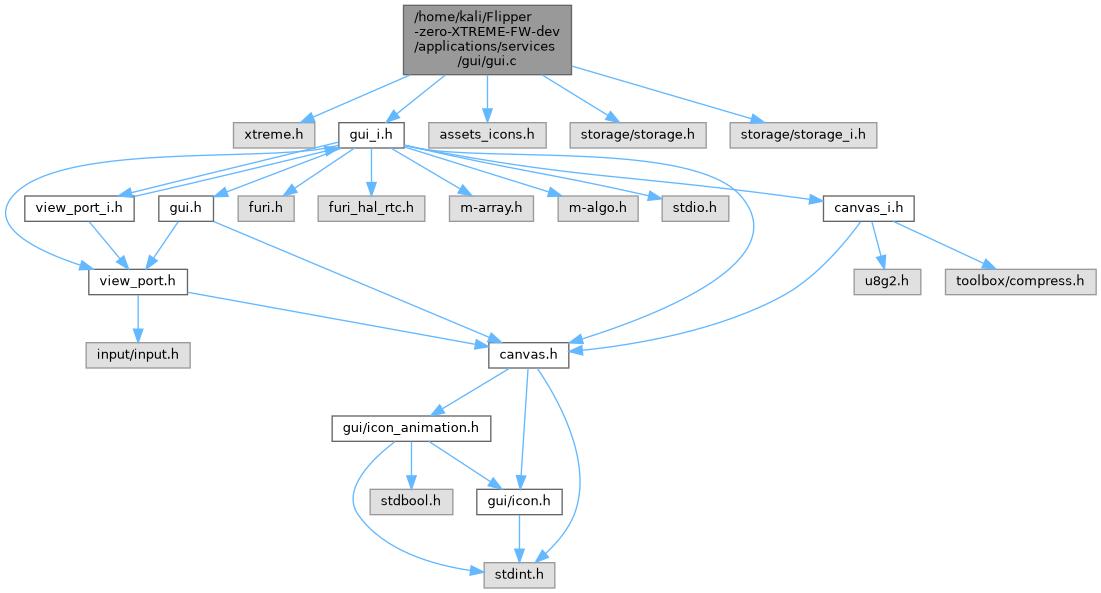 /home/kali/Flipper
-zero-XTREME-FW-dev
/applications/services
/gui/gui.c
xtreme.h
gui_i.h
assets_icons.h
storage/storage.h
storage/storage_i.h
view_port_i.h
gui.h
furi.h
furi_hal_rtc.h
m-array.h
m-algo.h
stdio.h
canvas_i.h
view_port.h
u8g2.h
toolbox/compress.h
input/input.h
canvas.h
gui/icon_animation.h
stdbool.h
gui/icon.h
stdint.h